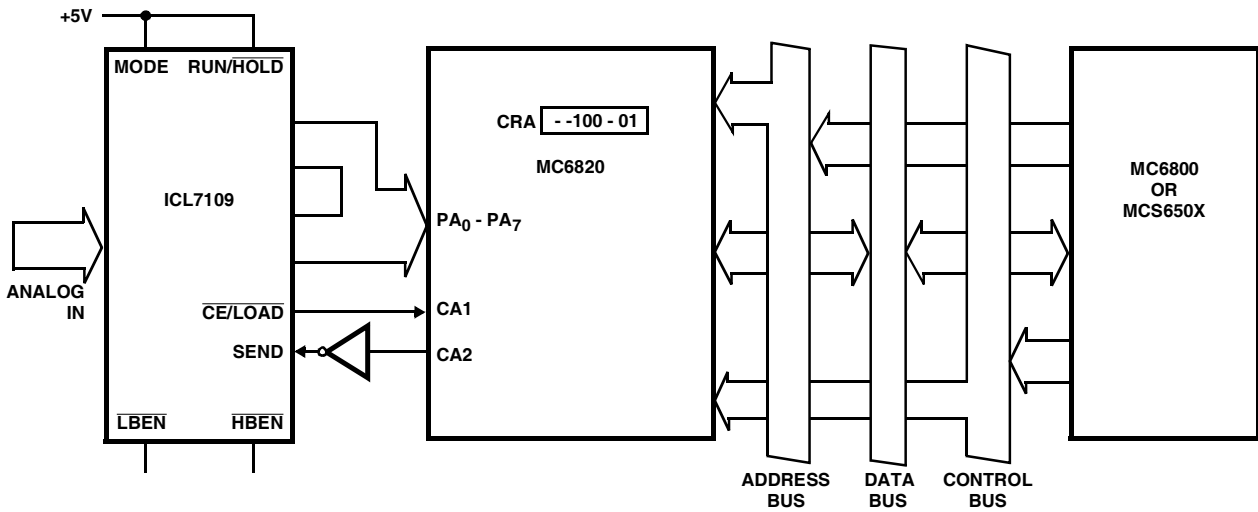 +5V
MODE RUN/HOLD
CRA - -100 - 01
MC6820
ICL7109
MC6800
OR
MCS650X
PA0 - PA7
ANALOG
IN
CE/LOAD
CA1
SEND
CA2
LBEN HBEN
ADDRESS
BUS
DATA
BUS
CONTROL
BUS